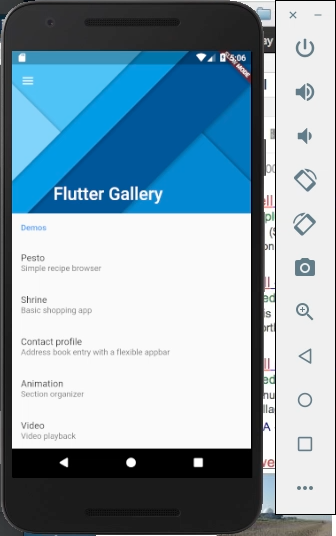 5:06
MODE
Flutter Gallery
Demos
Pesto
Simple recipe browser
Shrine
Basic shopping app
Contact profile
Address book entry with a flexible appbar
Animation
Section organizer
Video
Video playback